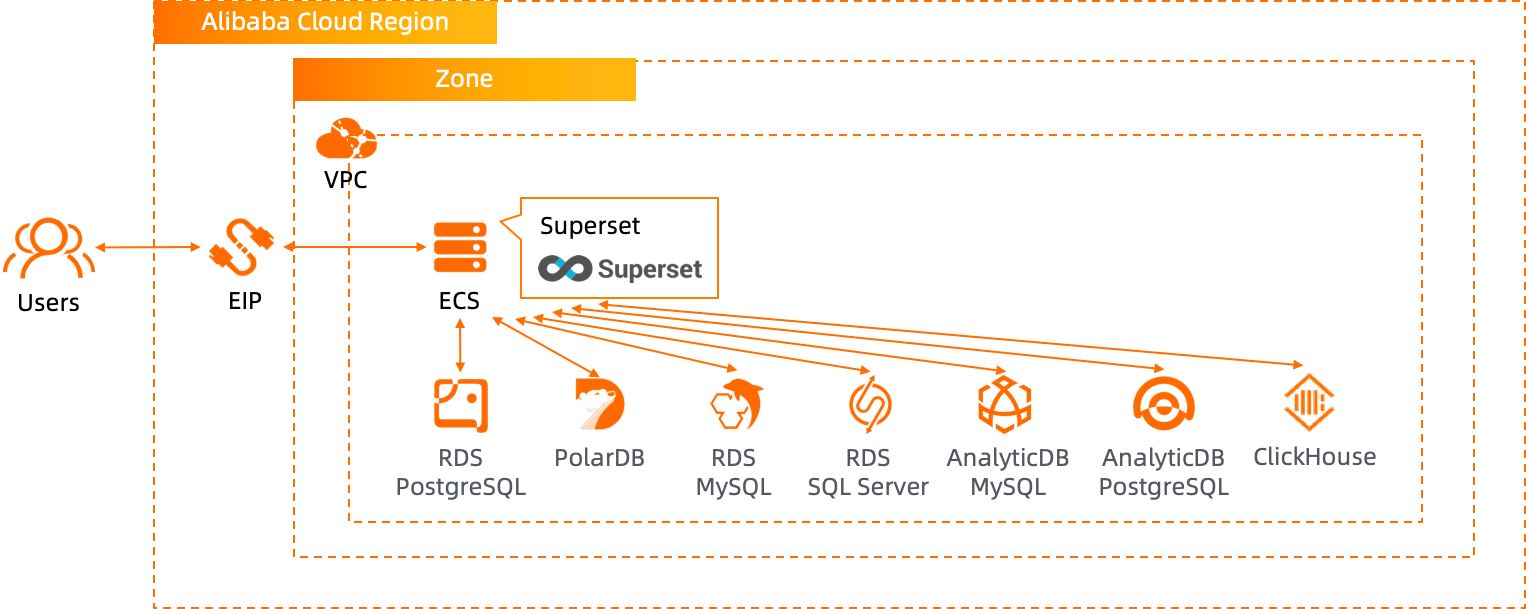 Alibaba Cloud Region
Zone
VPC
Superset
Superset
Users
EIP
ECS
RDS
PostgreSQL
PolarDB
RDS
MySQL
RDS
SQL Server
AnalyticDB
MySQL
AnalyticDB
PostgreSQL
ClickHouse